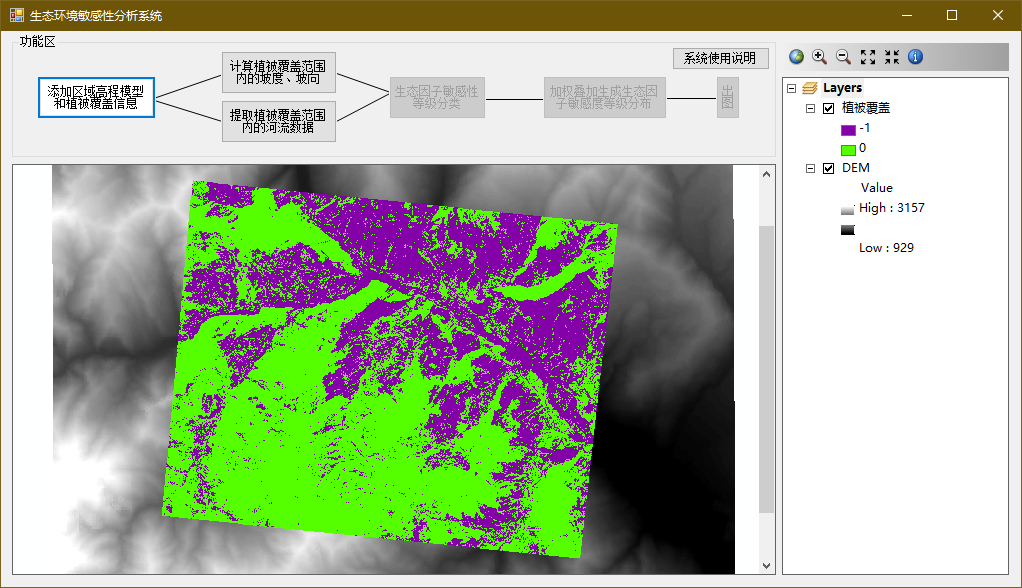 生态环境敏感性分析系统
功能区
添加区域高程模型
和植被覆盖信息
计算植被覆盖范围
内的坡度、坡向
提取植被覆盖范围
内的河流数据
生态因子敏感性
等级分类
加权叠加生成生态因
子敏感度等级分布
出
图
系统使用说明
Layers
植被覆盖
-1
0
DEM
Value
High : 3157
Low : 929